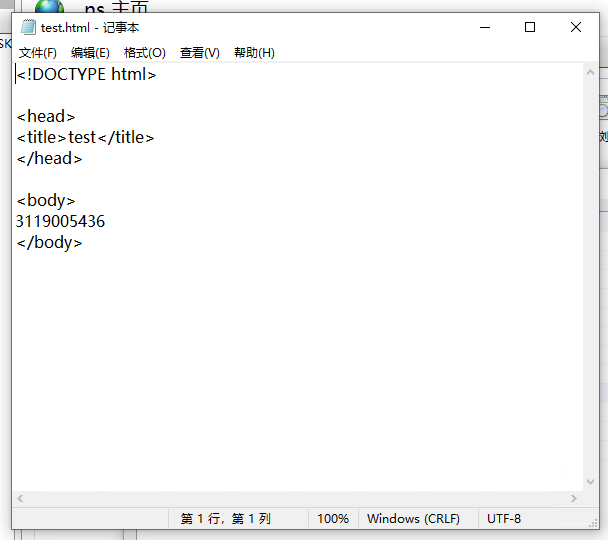 ns 主页
SK
test.html - 记事本
文件(F) 编辑(E) 格式(O) 查看(V) 帮助(H)
<!DOCTYPE html>
<head>
<title>test</title>
</head>
<body>
3119005436
</body>
第 1 行，第 1 列 100% Windows (CRLF) UTF-8